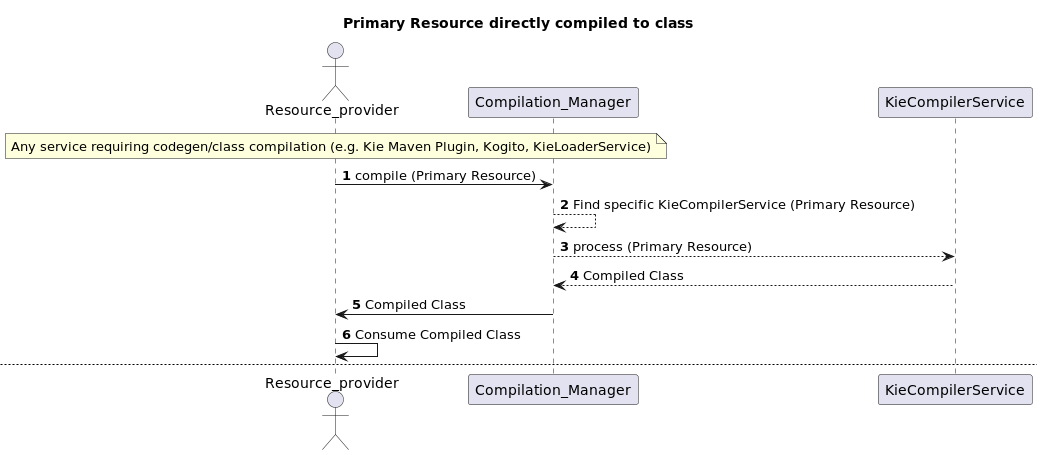 Primary Resource directly compiled to class
Resource_provider
Compilation_Manager
KieCompilerService
Any service requiring codegen/class compilation (e.g. Kie Maven Plugin, Kogito, KieLoaderService)
1 compile (Primary Resource)
2 Find specific KieCompilerService (Primary Resource)
3 process (Primary Resource)
4 Compiled Class
5 Compiled Class
6 Consume Compiled Class
Resource_provider
Compilation_Manager
KieCompilerService